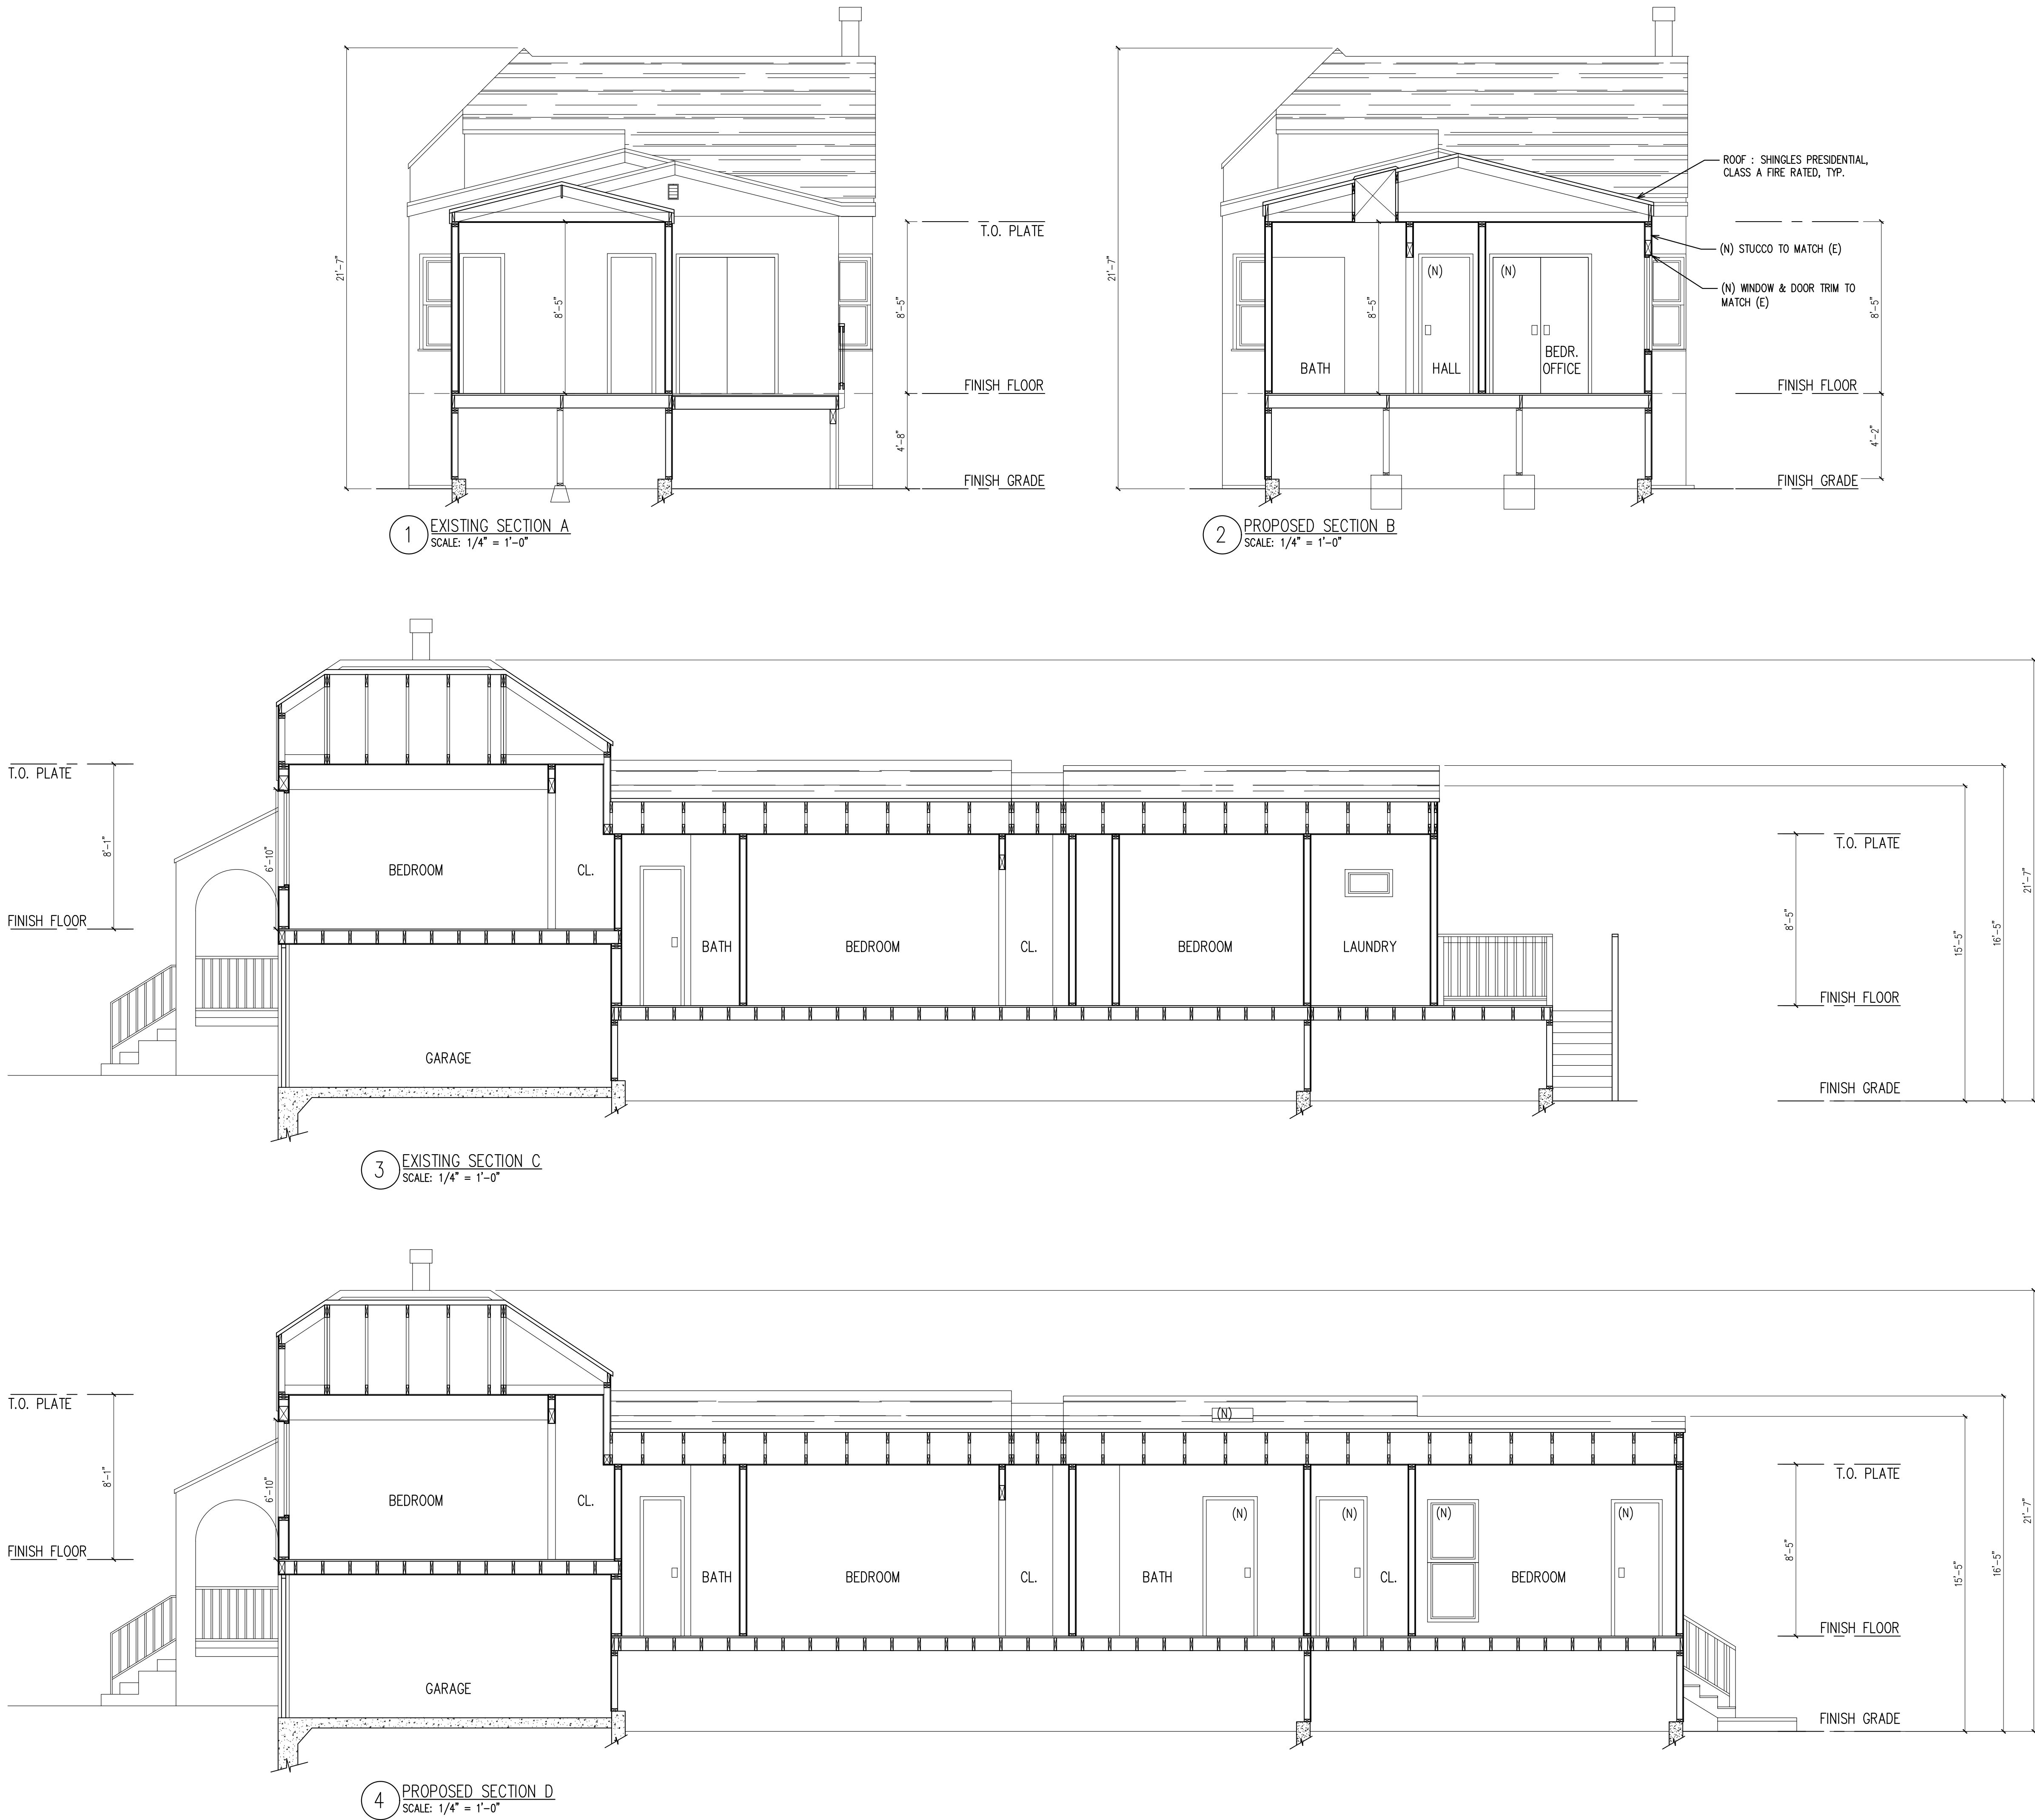 21'-7"
8'-5"
T.O. PLATE
8'-5"
FINISH FLOOR
4'-8"
FINISH GRADE
1
EXISTING SECTION A
SCALE: 1/4" = 1'-0"
21'-7"
ROOF : SHINGLES PRESIDENTIAL,
CLASS A FIRE RATED, TYP.
(N) STUCCO TO MATCH (E)
(N) WINDOW & DOOR TRIM TO
MATCH (E)
(N)
(N)
8'-5"
8'-5"
BATH
HALL
BEDR.
OFFICE
FINISH FLOOR
4'-2"
FINISH GRADE
2
PROPOSED SECTION B
SCALE: 1/4" = 1'-0"
T.O. PLATE
8'-1"
6'-10"
FINISH FLOOR
BEDROOM
CL.
BATH
BEDROOM
CL.
BEDROOM
LAUNDRY
GARAGE
T.O. PLATE
8'-5"
FINISH FLOOR
FINISH GRADE
15'-5"
16'-5"
21'-7"
3
EXISTING SECTION C
SCALE: 1/4" = 1'-0"
T.O. PLATE
8'-1"
6'-10"
FINISH FLOOR
BEDROOM
CL.
(N)
BATH
BEDROOM
CL.
BATH
(N)
(N)
CL.
(N)
BEDROOM
(N)
GARAGE
T.O. PLATE
8'-5"
FINISH FLOOR
FINISH GRADE
15'-5"
16'-5"
21'-7"
4
PROPOSED SECTION D
SCALE: 1/4" = 1'-0"